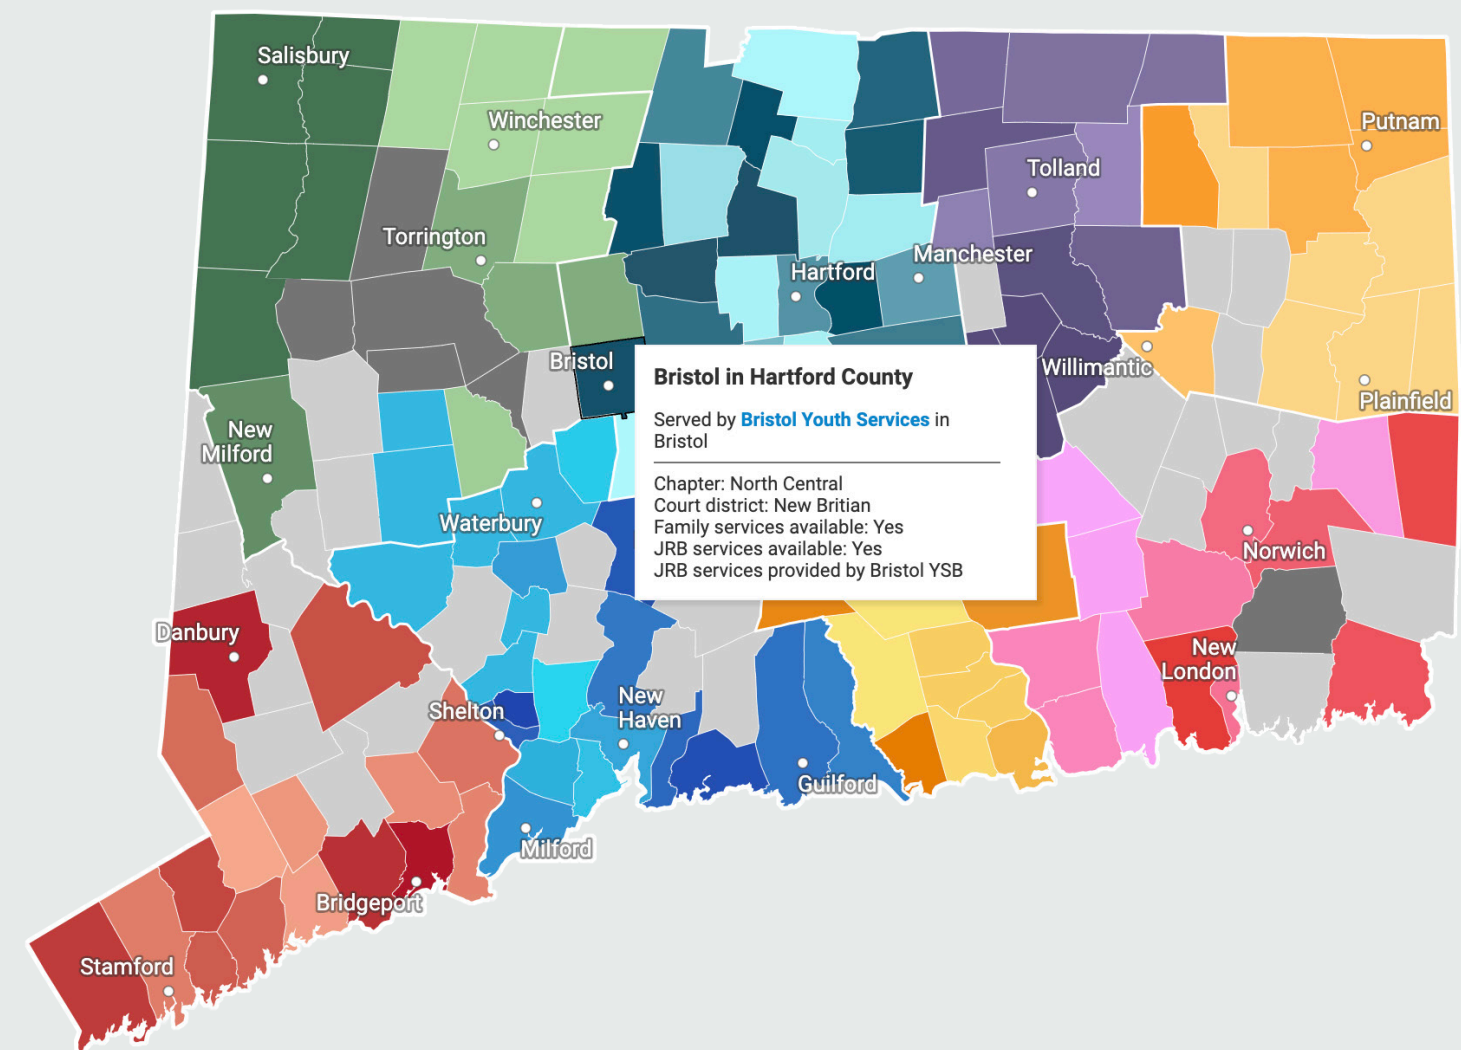 Salisbury
Winchester
Putnam
Tolland
Torrington
Manchester
Hartford
Bristol
Willimantic
Plainfield
Bristol in Hartford County
Served by Bristol Youth Services in
Bristol
Chapter: North Central
Court district: New Britian
Family services available: Yes
JRB services available: Yes
JRB services provided by Bristol YSB
New
Milford
Waterbury
Norwich
Danbury
New
London
Shelton
New
Haven
Guilford
Milford
Bridgeport
Stamford